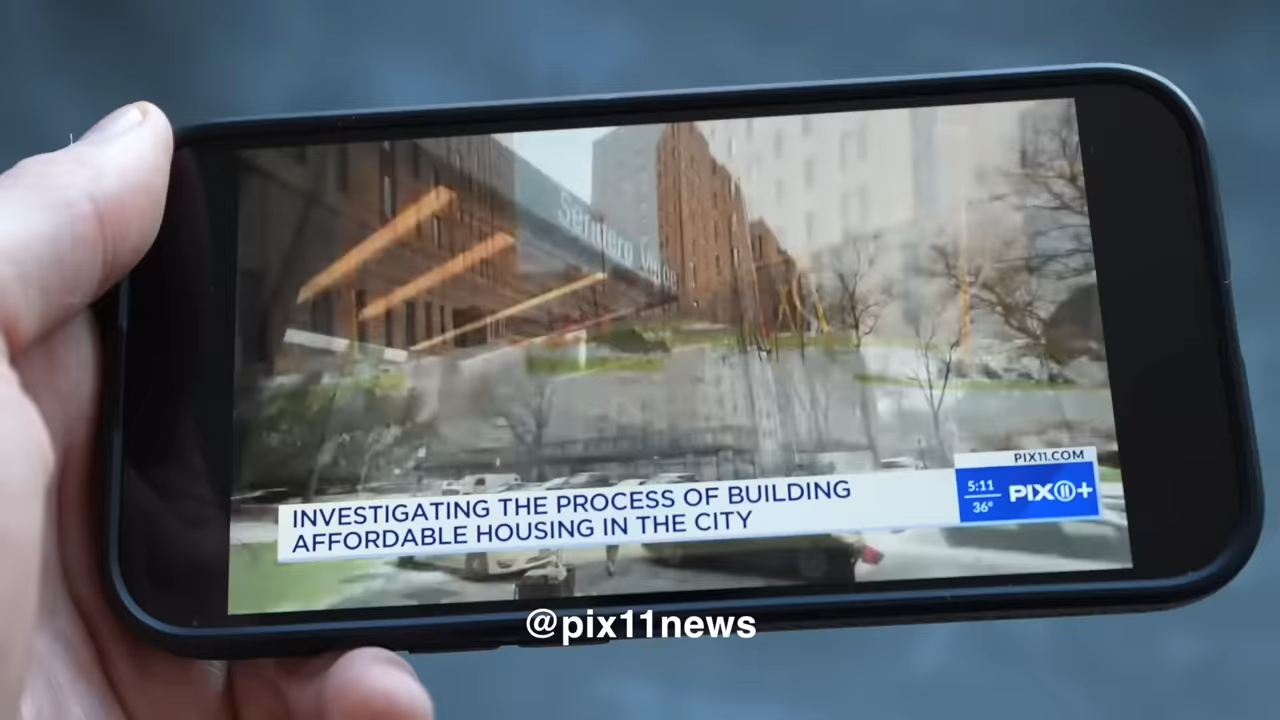 PIX11.COM
5:11
36°
PIX11+
INVESTIGATING THE PROCESS OF BUILDING
AFFORDABLE HOUSING IN THE CITY
@pix11news